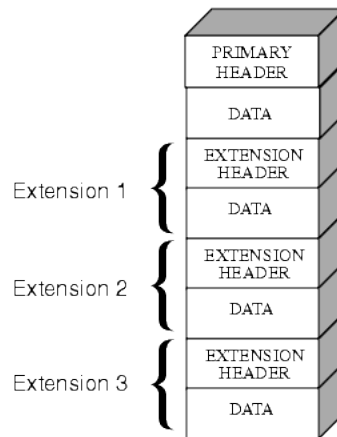 PRIMARY
HEADER
DATA
EXTENSION
HEADER
Extension 1
DATA
EXTENSION
HEADER
Extension 2
DATA
EXTENSION
HEADER
Extension 3
DATA